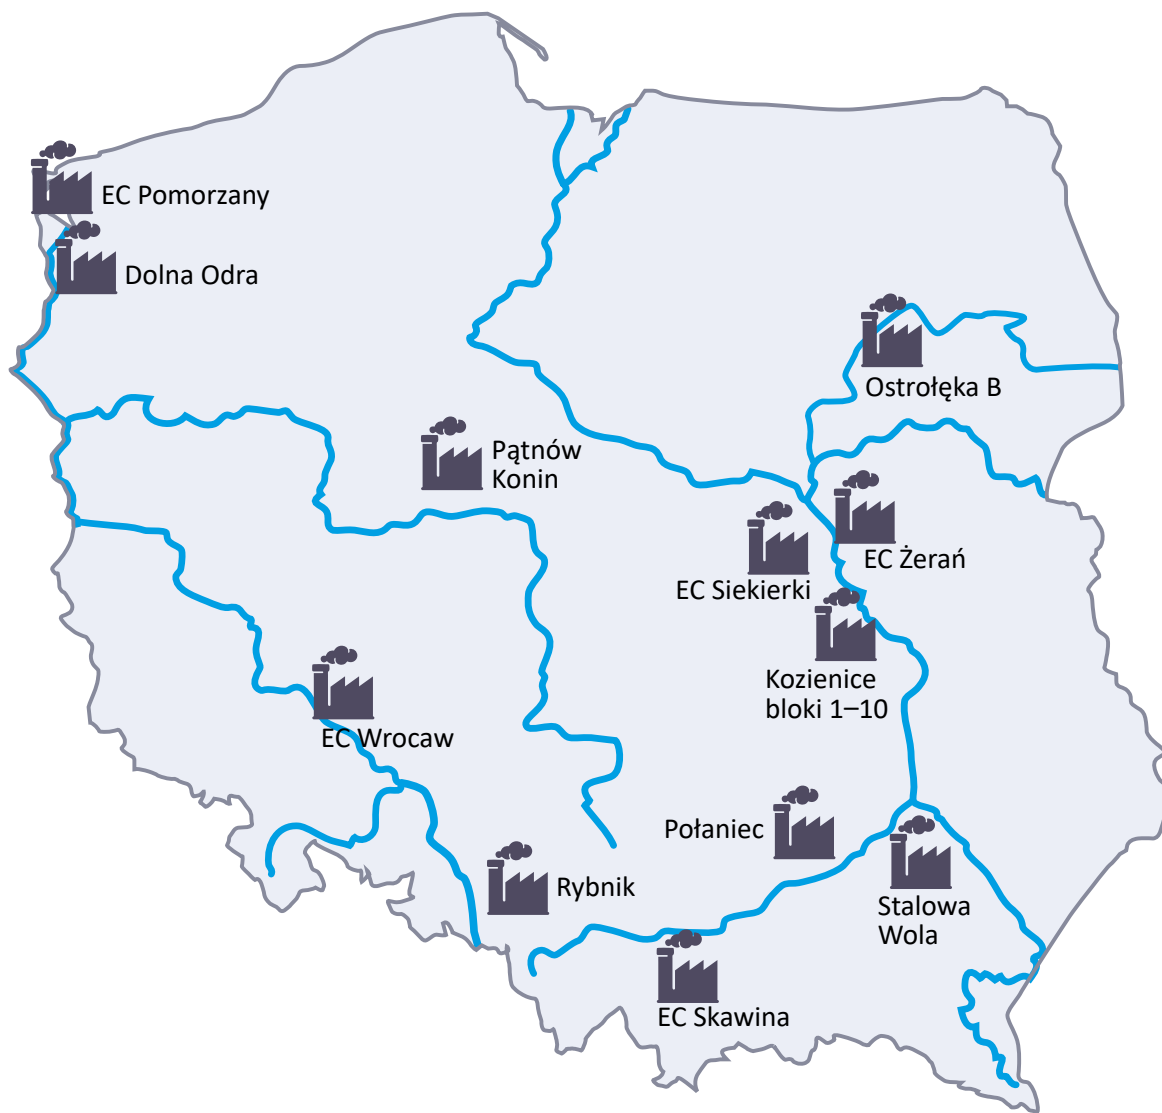 EC Pomorzany
Dolna Odra
Ostrołęka B
Pątnów
Konin
EC Żerań
EC Siekierki
Kozienice
bloki 1–10
EC Wrocaw
Połaniec
Rybnik
Stalowa
Wola
EC Skawina